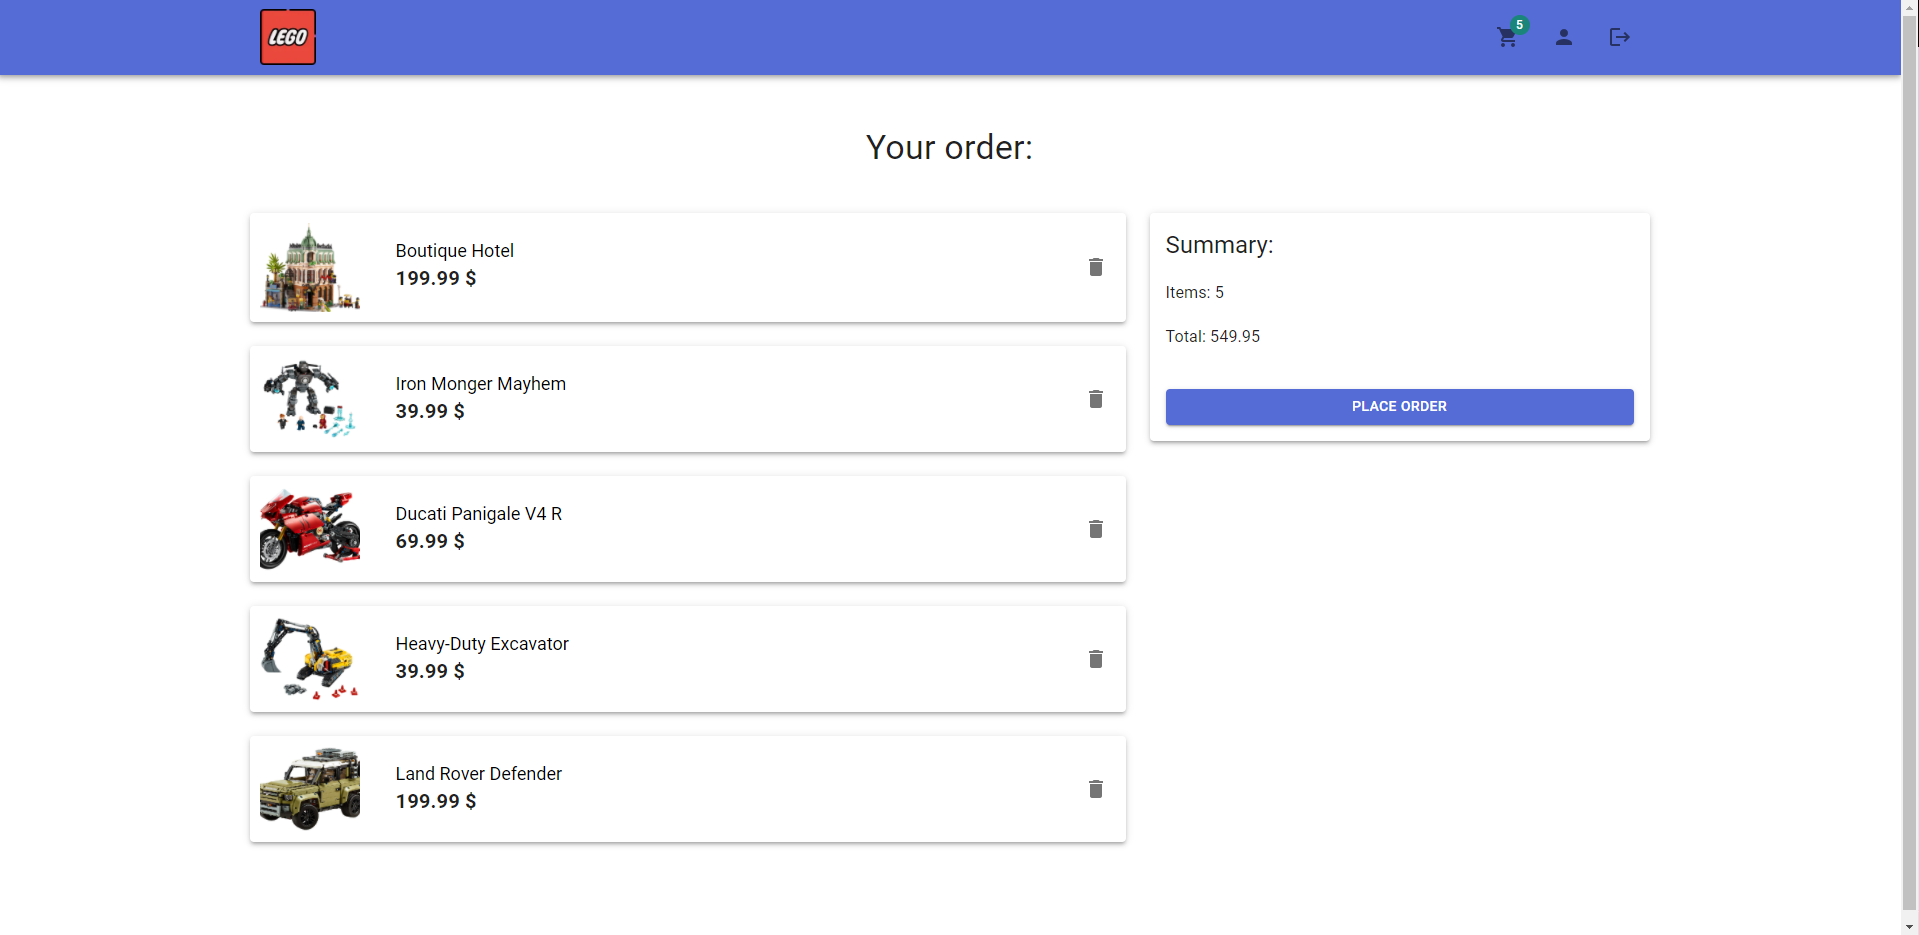 LEGO
5
Your order:
Boutique Hotel
199.99 $
Iron Monger Mayhem
39.99 $
Ducati Panigale V4 R
69.99 $
Heavy-Duty Excavator
39.99 $
Land Rover Defender
199.99 $
Summary:
Items: 5
Total: 549.95
PLACE ORDER